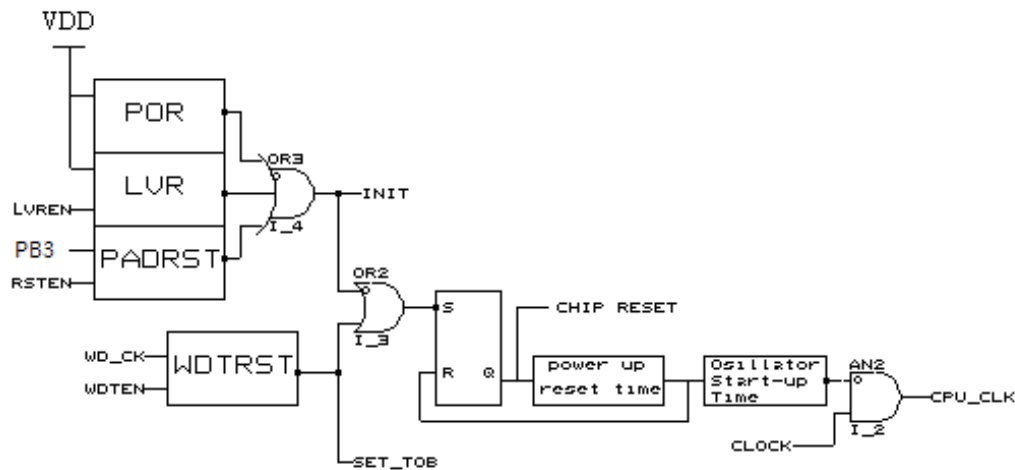 VDD
POR
OR3
LVR
INIT
LVREN
I_4
PB3
PADRST
RSTEN
OR2
S
CHIP RESET
I_3
WD_CK
WDTRST
WDTEN
R
Q
power up
reset time
Osillator
Start-up
Time
AN2
CPU_CLK
I_2
CLOCK
SET_TOB